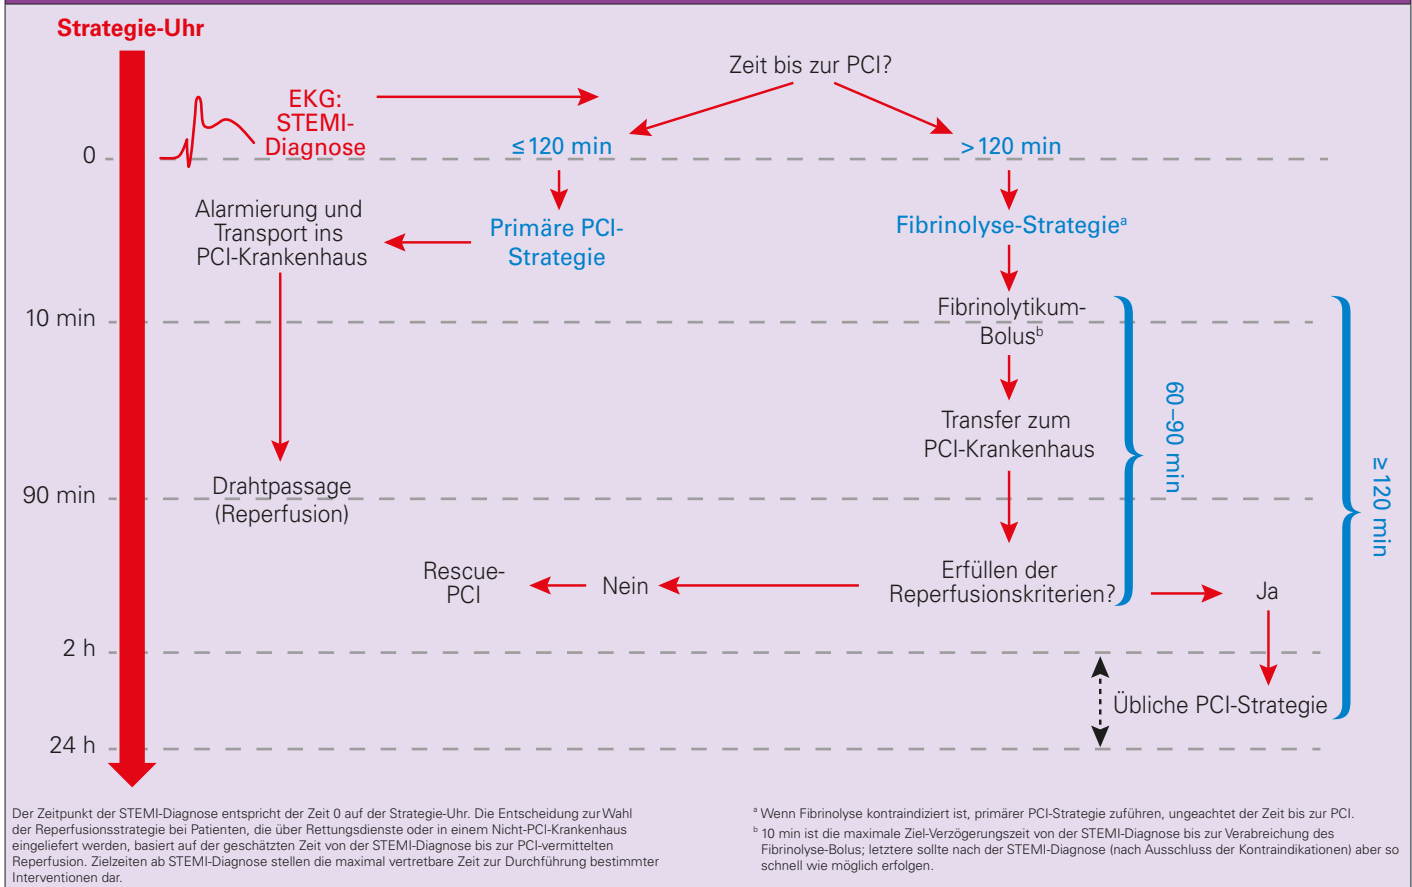 Strategie-Uhr
Zeit bis zur PCI?
EKG:
STEMI-
Diagnose
0
≤ 120 min
> 120 min
Alarmierung und
Transport ins
PCI-Krankenhaus
Primäre PCI-
Strategie
Fibrinolyse-Strategieᵃ
10 min
Fibrinolytikum-
Bolusᵇ
Transfer zum
PCI-Krankenhaus
60–90 min
≥ 120 min
90 min
Drahtpassage
(Reperfusion)
Rescue-
PCI
Nein
Erfüllen der
Reperfusionskriterien?
Ja
2 h
Übliche PCI-Strategie
24 h
Der Zeitpunkt der STEMI-Diagnose entspricht der Zeit 0 auf der Strategie-Uhr. Die Entscheidung zur Wahl
der Reperfusionsstrategie bei Patienten, die über Rettungsdienste oder in einem Nicht-PCI-Krankenhaus
eingeliefert werden, basiert auf der geschätzten Zeit von der STEMI-Diagnose bis zur PCI-vermittelten
Reperfusion. Zielzeiten ab STEMI-Diagnose stellen die maximal vertretbare Zeit zur Durchführung bestimmter
Interventionen dar.
ᵃ Wenn Fibrinolyse kontraindiziert ist, primärer PCI-Strategie zuführen, ungeachtet der Zeit bis zur PCI.
ᵇ 10 min ist die maximale Ziel-Verzögerungszeit von der STEMI-Diagnose bis zur Verabreichung des
Fibrinolyse-Bolus; letztere sollte nach der STEMI-Diagnose (nach Ausschluss der Kontraindikationen) aber so
schnell wie möglich erfolgen.